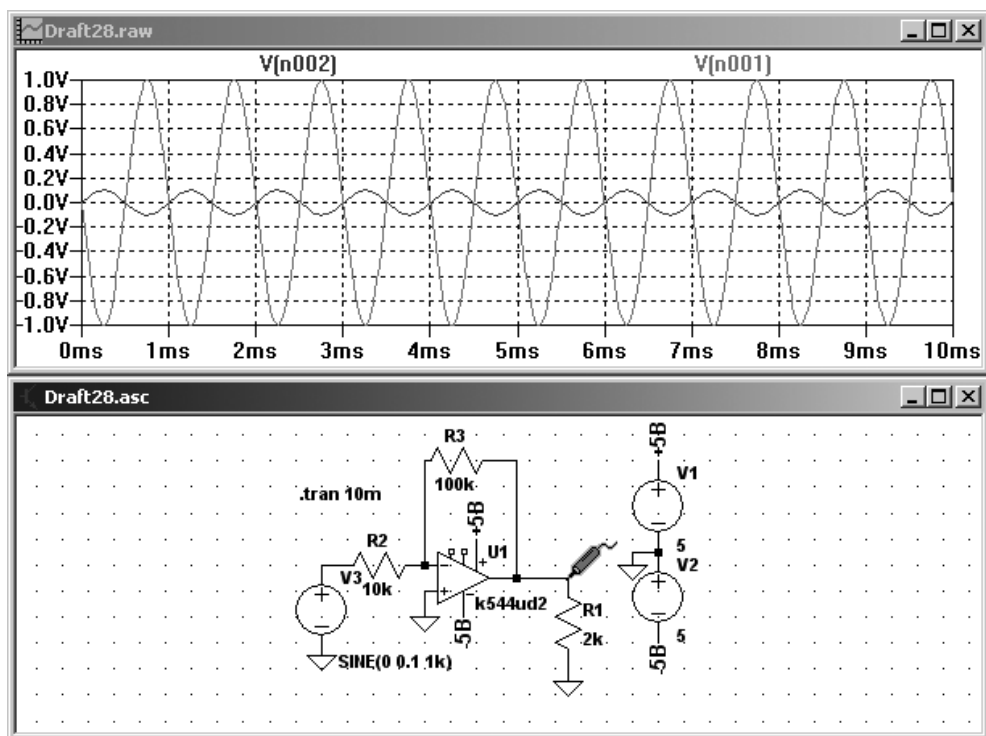 Draft28.raw
V(n002) V(n001)
1.0V
0.8V
0.6V
0.4V
0.2V
0.0V
-0.2V
-0.4V
-0.6V
-0.8V
-1.0V
0ms 1ms 2ms 3ms 4ms 5ms 6ms 7ms 8ms 9ms 10ms
Draft28.asc
.tran 10m
R3
100k
+5B
U1
R2
10k
V3
SINE(0 0.1 1k)
k544ud2
-5B
R1
2k
+5B
V1
5
V2
5
-5B